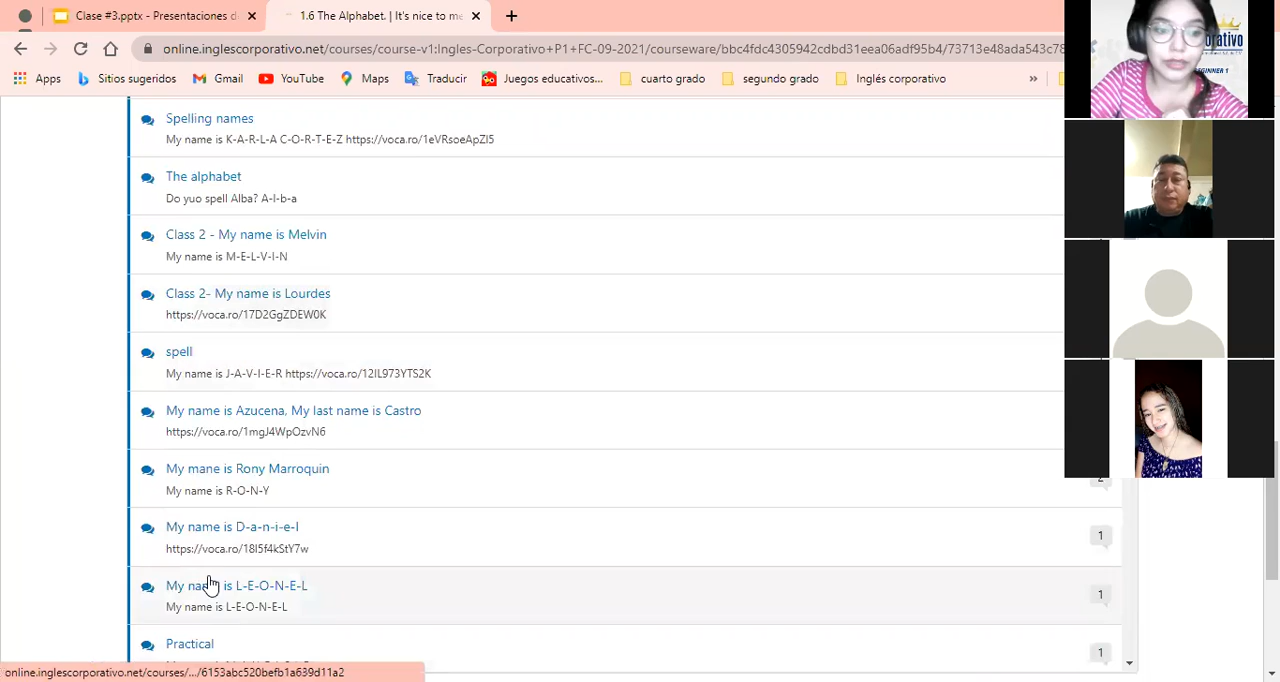 Clase #3.pptx - Presentaciones d
1.6 The Alphabet. | It's nice to me
online.inglescorporativo.net/courses/course-v1:Ingles-Corporativo+P1+FC-09-2021/courseware/bbc4fdc4305942cdbd31eea06adf95b4/73713e48ada543c78
Apps
Sitios sugeridos
Gmail
YouTube
Maps
Traducir
Juegos educativos...
cuarto grado
segundo grado
Inglés corporativo
»
orativo
BEGINNER 1
Spelling names
My name is K-A-R-L-A C-O-R-T-E-Z https://voca.ro/1eVRsoeApZl5
The alphabet
Do yuo spell Alba? A-l-b-a
Class 2 - My name is Melvin
My name is M-E-L-V-I-N
Class 2- My name is Lourdes
https://voca.ro/17D2GgZDEW0K
spell
My name is J-A-V-I-E-R https://voca.ro/12IL973YTS2K
My name is Azucena, My last name is Castro
https://voca.ro/1mgJ4WpOzvN6
My mane is Rony Marroquin
My name is R-O-N-Y
2
My name is D-a-n-i-e-l
https://voca.ro/18I5f4kStY7w
1
My name is L-E-O-N-E-L
My name is L-E-O-N-E-L
1
Practical
1
online.inglescorporativo.net/courses/.../6153abc520befb1a639d11a2